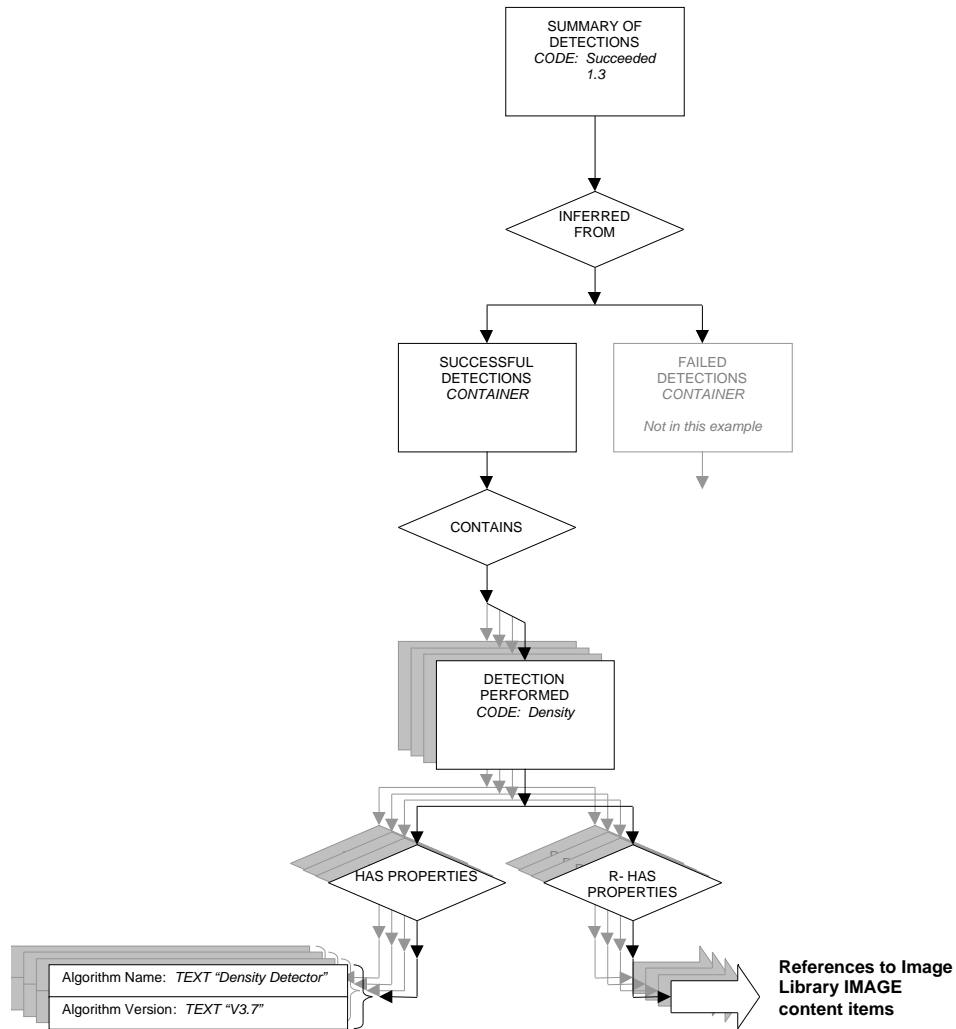 SUMMARY OF
DETECTIONS
CODE: Succeeded
1.3
INFERRED
FROM
SUCCESSFUL
DETECTIONS
CONTAINER
FAILED
DETECTIONS
CONTAINER
Not in this example
CONTAINS
DETECTION
PERFORMED
CODE: Density
HAS PROPERTIES
R- HAS
PROPERTIES
Algorithm Name: TEXT “Density Detector”
Algorithm Version: TEXT “V3.7”
References to Image
Library IMAGE
content items